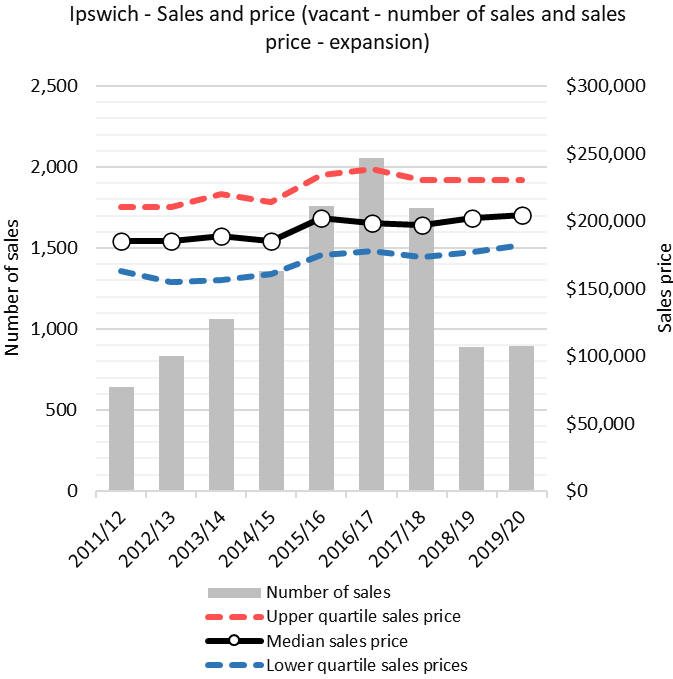 Ipswich - Sales and price (vacant - number of sales and sales
price - expansion)
2,500
2,000
1,500
1,000
500
0
Number of sales
$300,000
$250,000
$200,000
$150,000
$100,000
$50,000
$0
Sales price
2011/12
2012/13
2013/14
2014/15
2015/16
2016/17
2017/18
2018/19
2019/20
Number of sales
Upper quartile sales price
Median sales price
Lower quartile sales prices